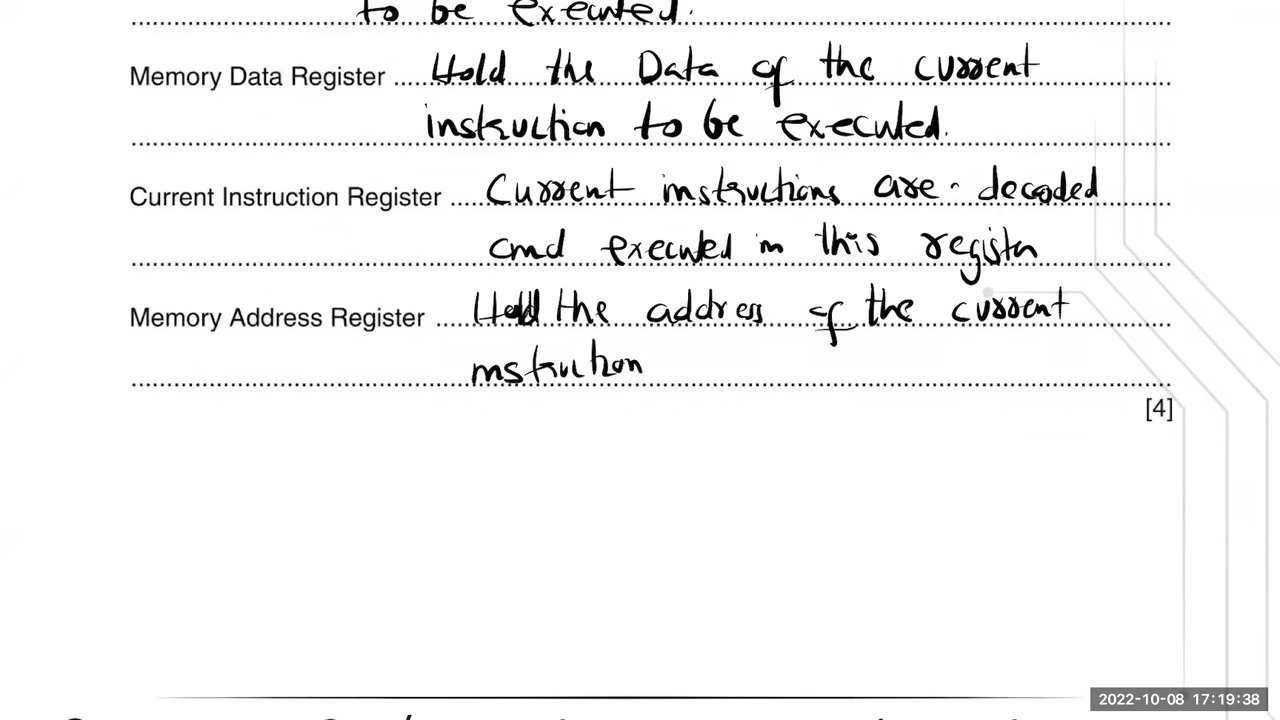 to be executed.
Memory Data Register Hold the Data of the current
instruction to be executed.
Current Instruction Register Current instructions are decoded
and executed in this register
Memory Address Register Hold the address of the current
instruction
[4]
2022-10-08 17:19:38